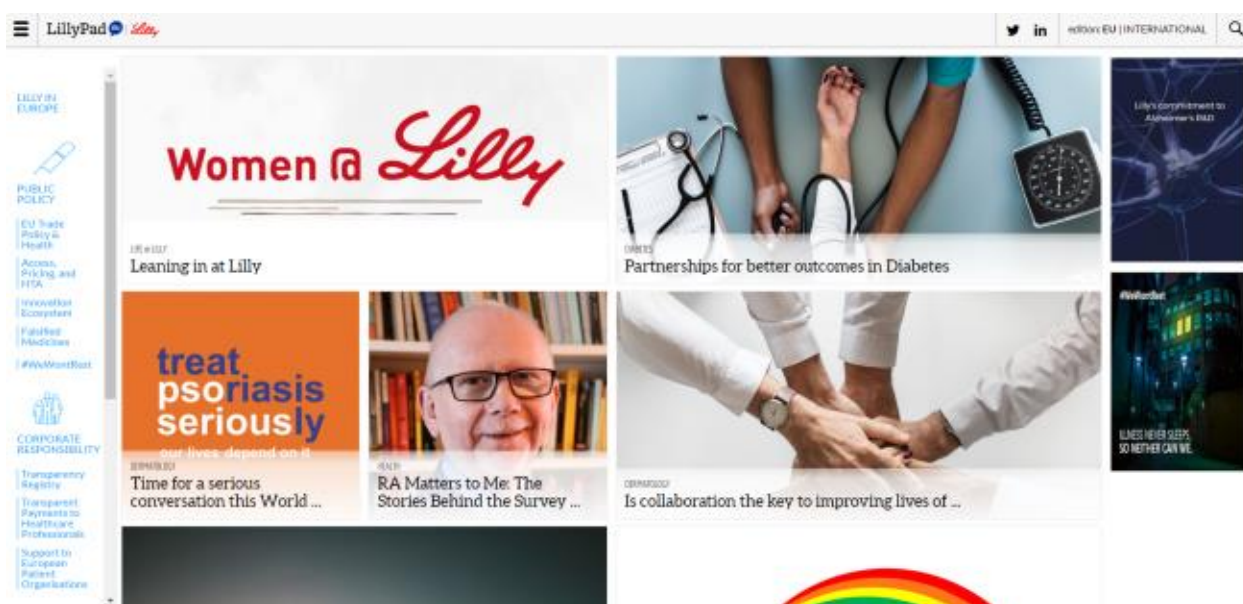 LillyPad Lilly
edition: EU | INTERNATIONAL
LILLY IN
EUROPE
PUBLIC
POLICY
EU Trade
Policy &
Health
Access,
Pricing, and
HTA
Innovation
Ecosystem
Falsified
Medicines
#WeWontRest
CORPORATE
RESPONSIBILITY
Transparency
Registry
Transparent
Payments to
Healthcare
Professionals
Support to
European
Patient
Organisations
Women @ Lilly
LIFE @ LILLY
Leaning in at Lilly
DIABETES
Partnerships for better outcomes in Diabetes
treat
psoriasis
seriously
our lives depend on it
DERMATOLOGY
Time for a serious
conversation this World ...
HEALTH
RA Matters to Me: The
Stories Behind the Survey ...
DERMATOLOGY
Is collaboration the key to improving lives of ...
Lilly's commitment to
Alzheimer's R&D
#WeWontRest
ILLNESS NEVER SLEEPS.
SO NEITHER CAN WE.